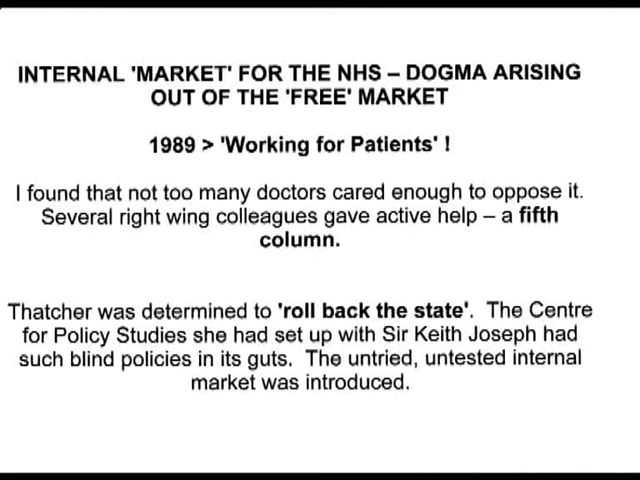 INTERNAL 'MARKET' FOR THE NHS – DOGMA ARISING
OUT OF THE 'FREE' MARKET
1989 > 'Working for Patients' !
I found that not too many doctors cared enough to oppose it.
Several right wing colleagues gave active help – a fifth
column.
Thatcher was determined to 'roll back the state'. The Centre
for Policy Studies she had set up with Sir Keith Joseph had
such blind policies in its guts. The untried, untested internal
market was introduced.